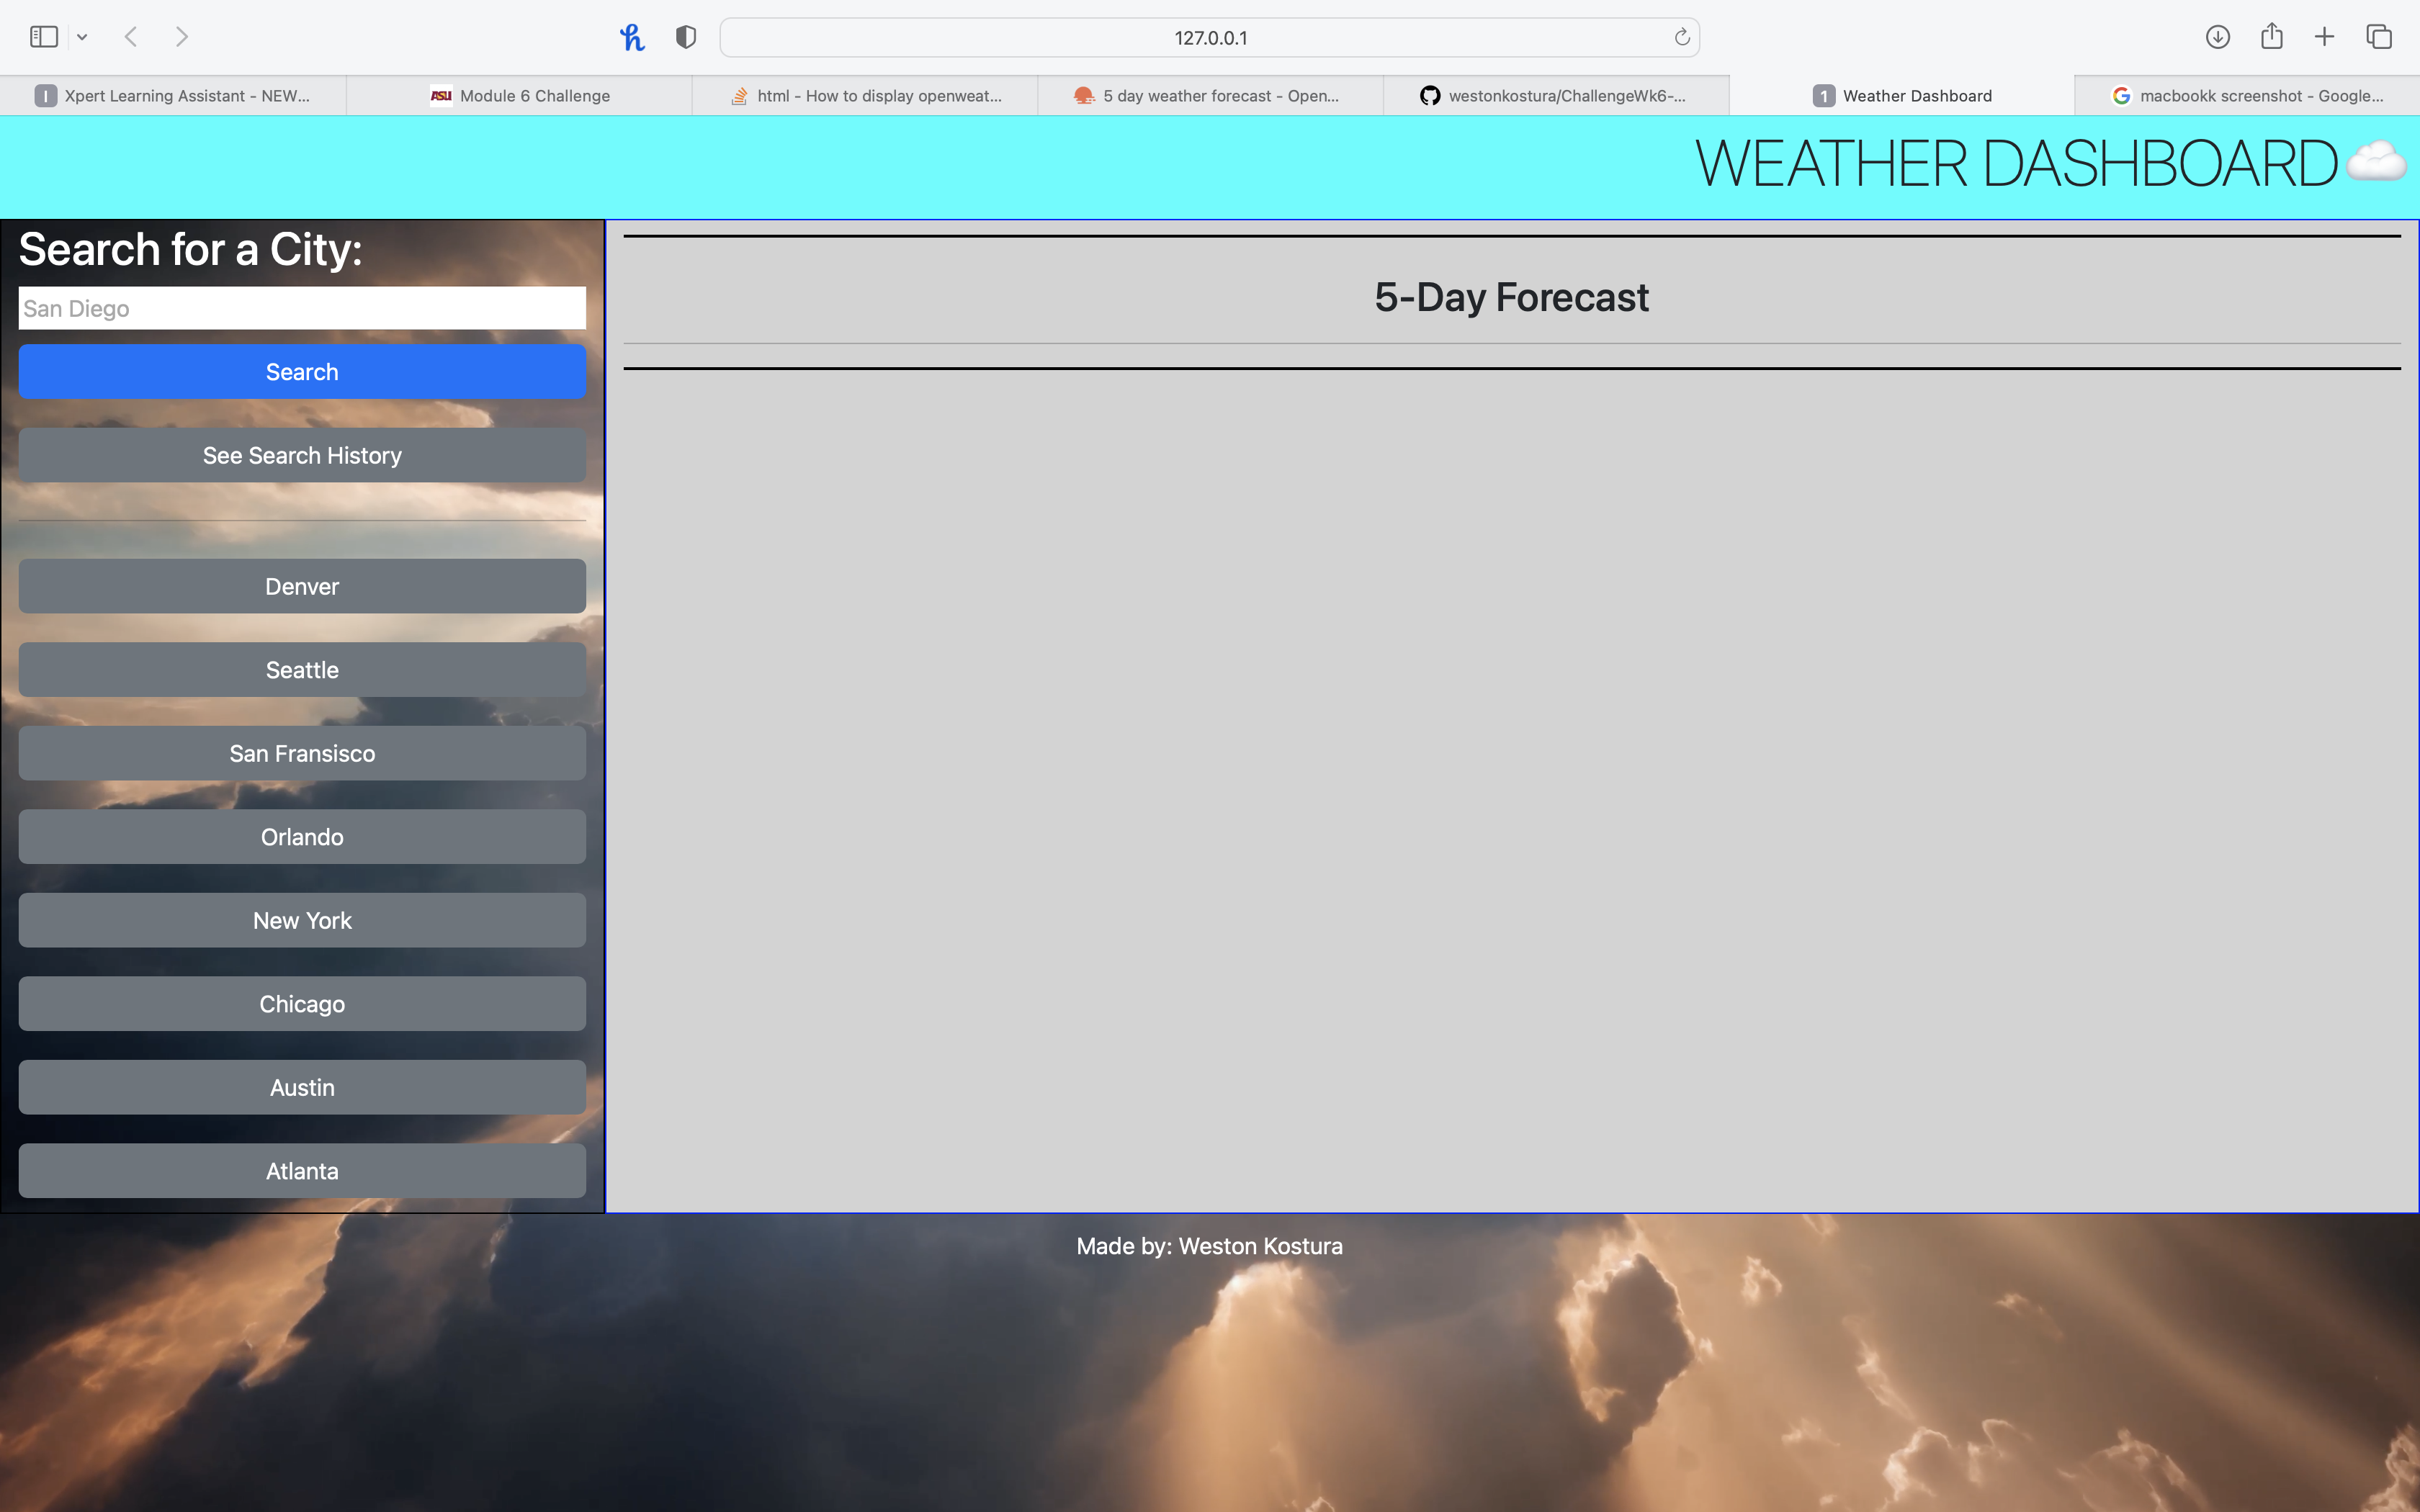 127.0.0.1
I Xpert Learning Assistant - NEW...
ASU Module 6 Challenge
html - How to display openweat...
5 day weather forecast - Open...
westonkostura/ChallengeWk6-...
1 Weather Dashboard
macbookk screenshot - Google...
WEATHER DASHBOARD
Search for a City:
San Diego
Search
See Search History
Denver
Seattle
San Fransisco
Orlando
New York
Chicago
Austin
Atlanta
5-Day Forecast
Made by: Weston Kostura